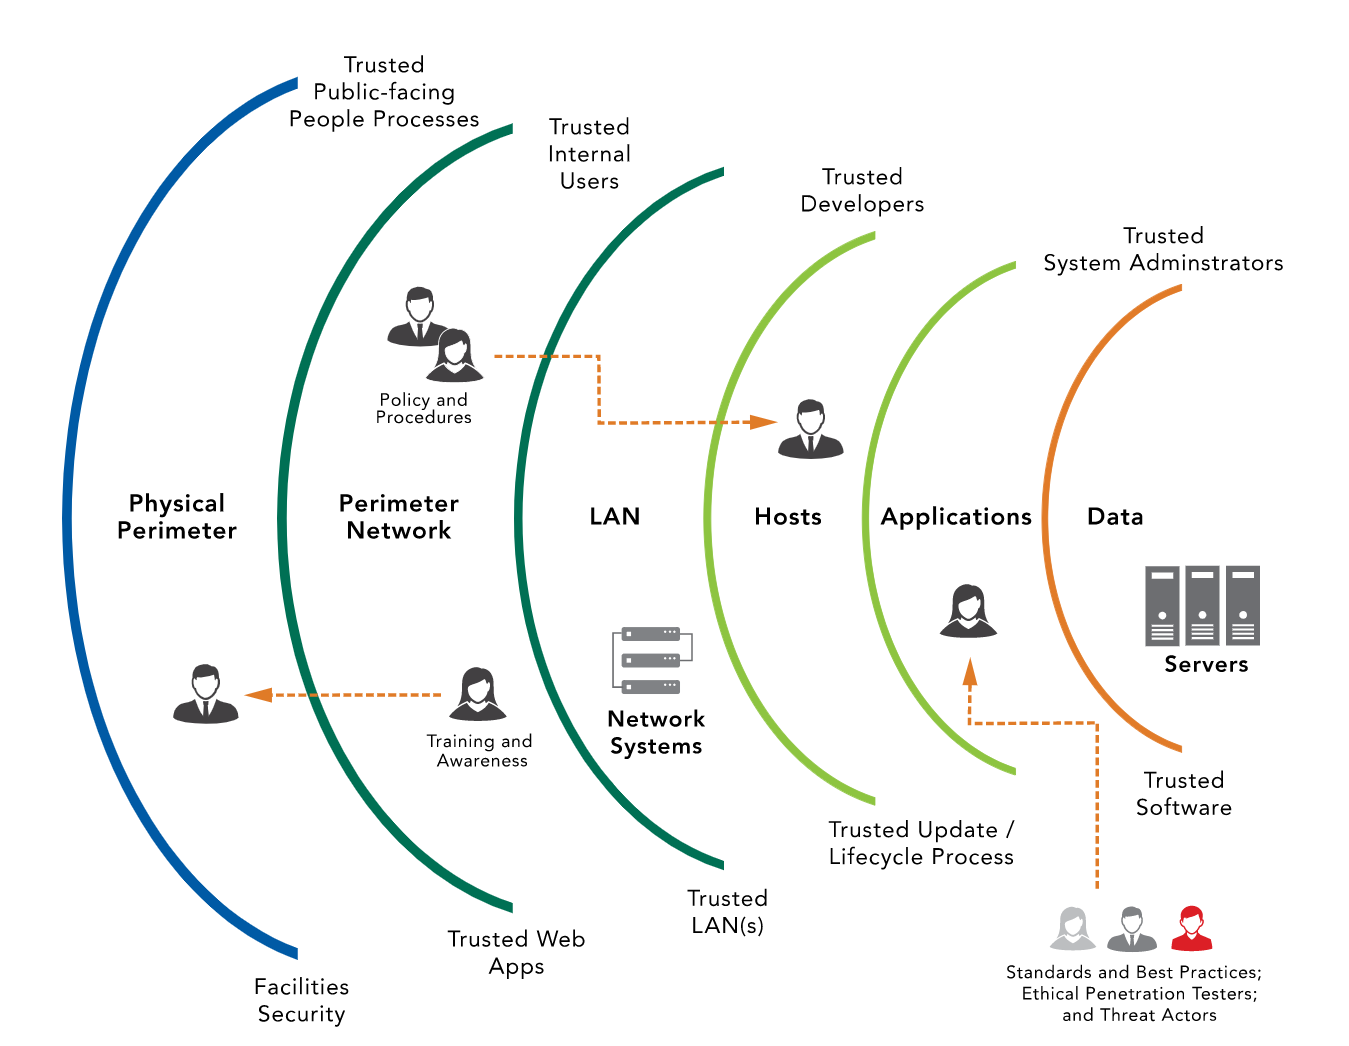 Trusted
Public-facing
People Processes
Trusted
Internal
Users
Trusted
Developers
Trusted
System Adminstrators
Policy and
Procedures
Physical
Perimeter
Perimeter
Network
LAN
Hosts
Applications
Data
Servers
Network
Systems
Training and
Awareness
Trusted
Software
Trusted Update /
Lifecycle Process
Trusted
LAN(s)
Trusted Web
Apps
Facilities
Security
Standards and Best Practices;
Ethical Penetration Testers;
and Threat Actors